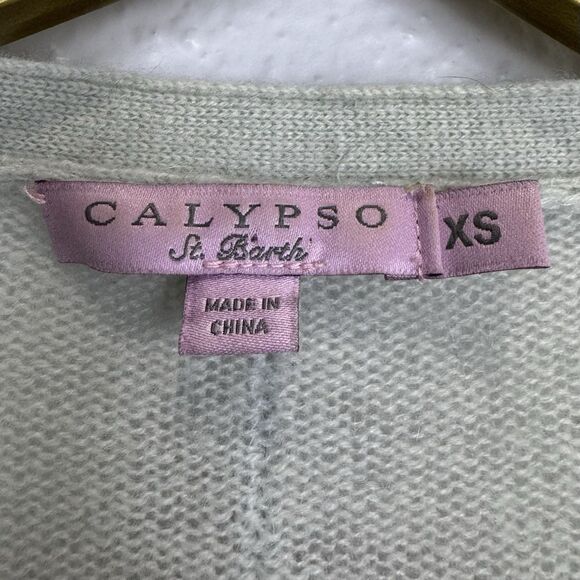 CALYPSO
St. Barth
XS
MADE IN
CHINA